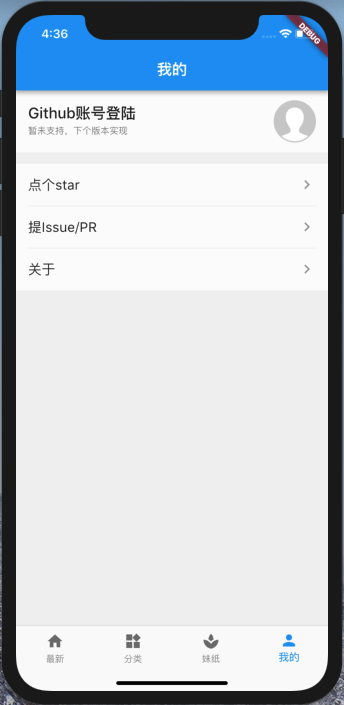 4:36
DEBUG
我的
Github账号登陆
暂未支持，下个版本实现
点个star
提Issue/PR
关于
最新
分类
妹纸
我的